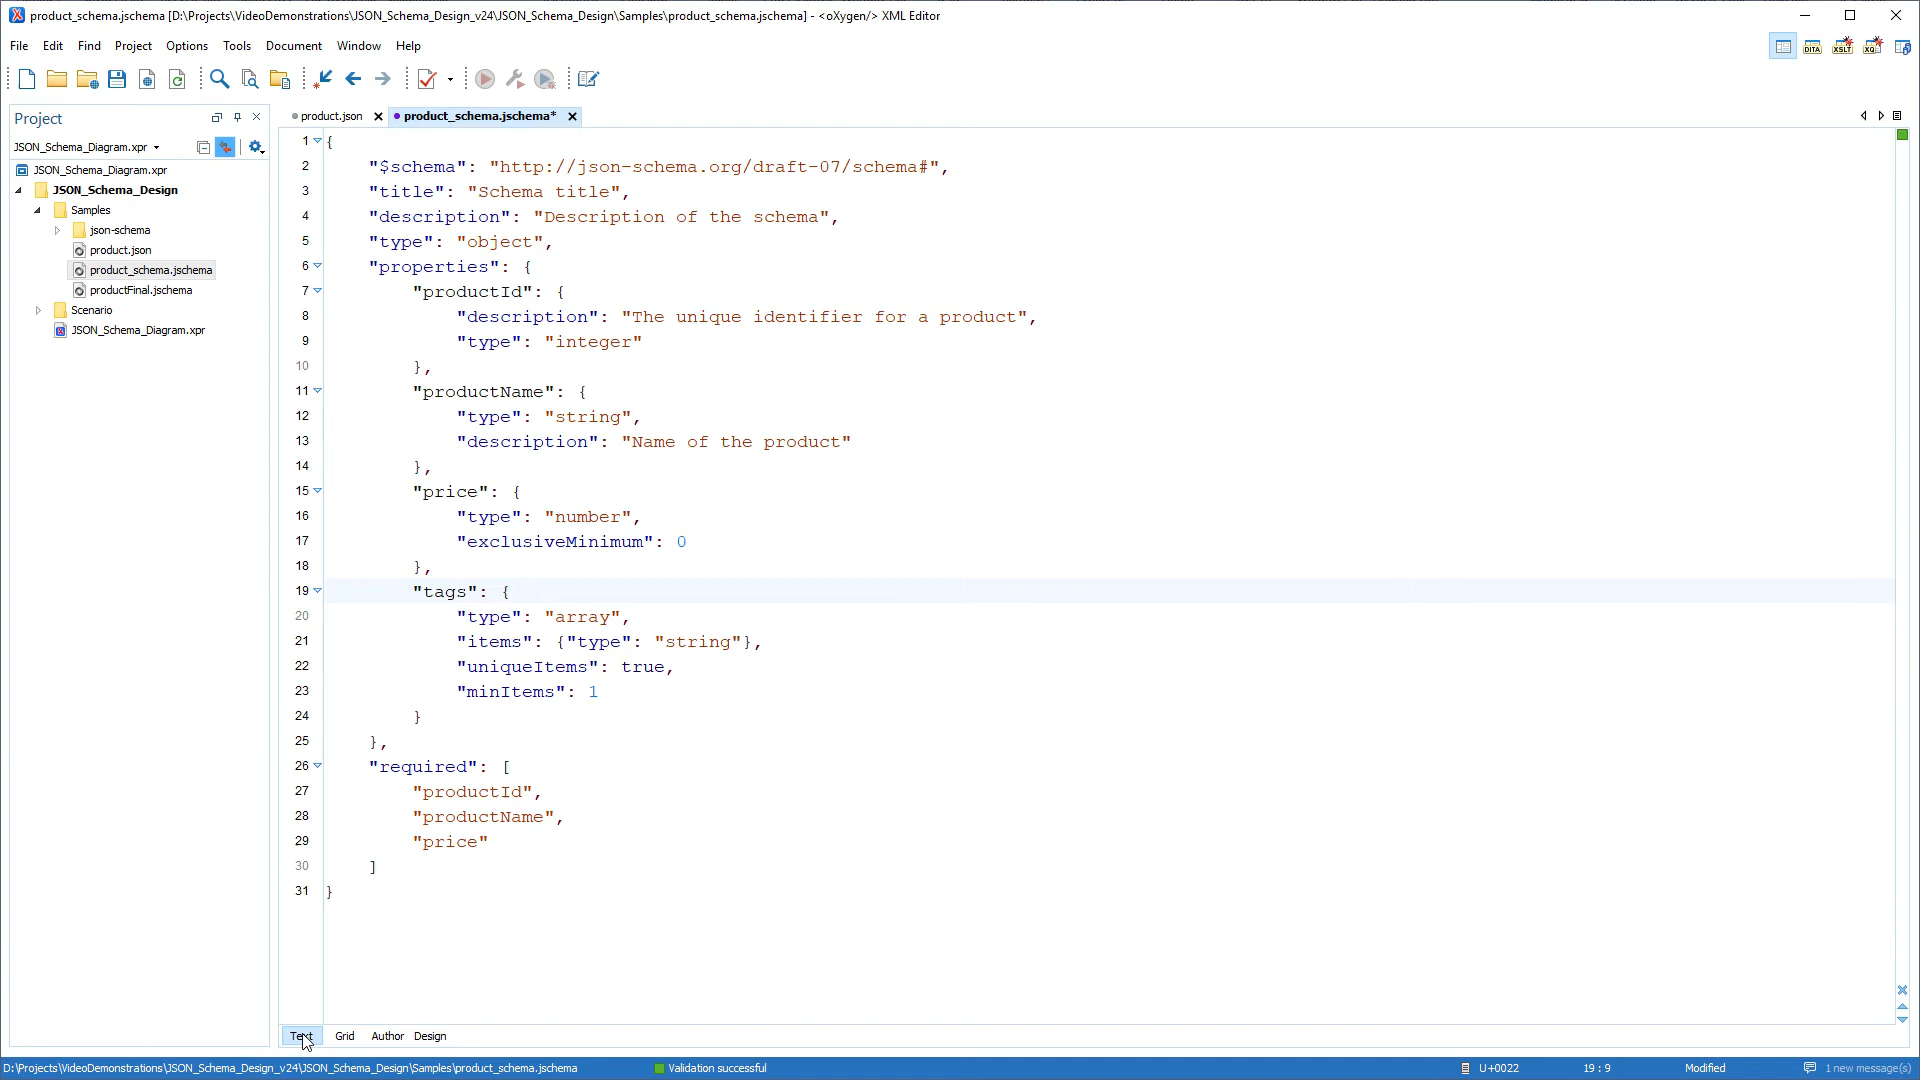 product_schema.jschema [D:\Projects\VideoDemonstrations\JSON_Schema_Design_v24\JSON_Schema_Design\Samples\product_schema.jschema] - <oXygen/> XML Editor
File Edit Find Project Options Tools Document Window Help
DITA XSLT XQ
Project
product.json
product_schema.jschema*
JSON_Schema_Diagram.xpr
JSON_Schema_Diagram.xpr
JSON_Schema_Design
Samples
json-schema
product.json
product_schema.jschema
productFinal.jschema
Scenario
JSON_Schema_Diagram.xpr
1 {
2 "$schema": "http://json-schema.org/draft-07/schema#",
3 "title": "Schema title",
4 "description": "Description of the schema",
5 "type": "object",
6 "properties": {
7 "productId": {
8 "description": "The unique identifier for a product",
9 "type": "integer"
10 },
11 "productName": {
12 "type": "string",
13 "description": "Name of the product"
14 },
15 "price": {
16 "type": "number",
17 "exclusiveMinimum": 0
18 },
19 "tags": {
20 "type": "array",
21 "items": {"type": "string"},
22 "uniqueItems": true,
23 "minItems": 1
24 }
25 },
26 "required": [
27 "productId",
28 "productName",
29 "price"
30 ]
31 }
Text Grid Author Design
D:\Projects\VideoDemonstrations\JSON_Schema_Design_v24\JSON_Schema_Design\Samples\product_schema.jschema Validation successful U+0022 19 : 9 Modified 1 new message(s)